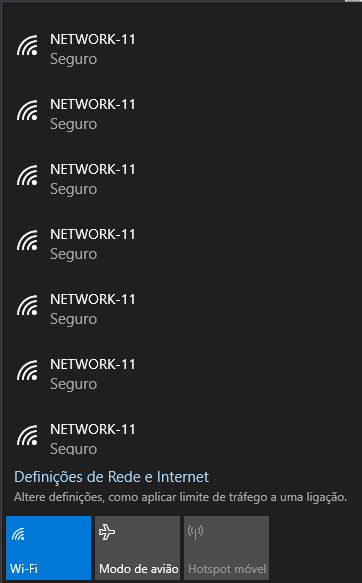 NETWORK-11
Seguro
NETWORK-11
Seguro
NETWORK-11
Seguro
NETWORK-11
Seguro
NETWORK-11
Seguro
NETWORK-11
Seguro
NETWORK-11
Seguro
Definições de Rede e Internet
Altere definições, como aplicar limite de tráfego a uma ligação.
Wi-Fi
Modo de avião
Hotspot móvel